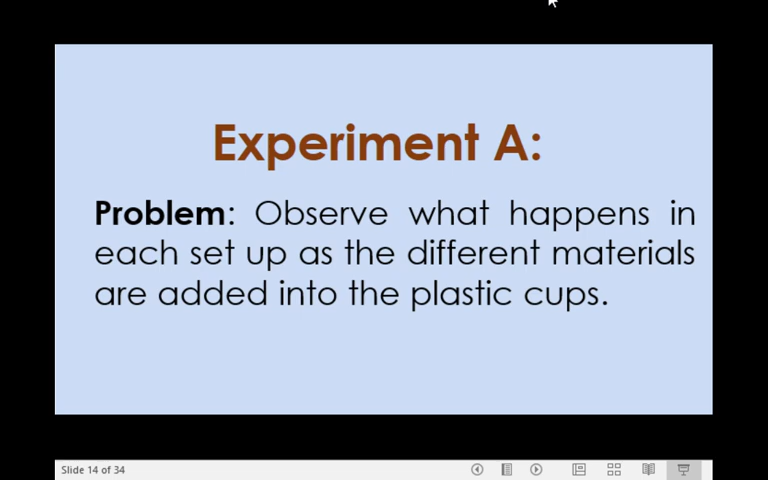 Experiment A:
Problem: Observe what happens in
each set up as the different materials
are added into the plastic cups.
Slide 14 of 34